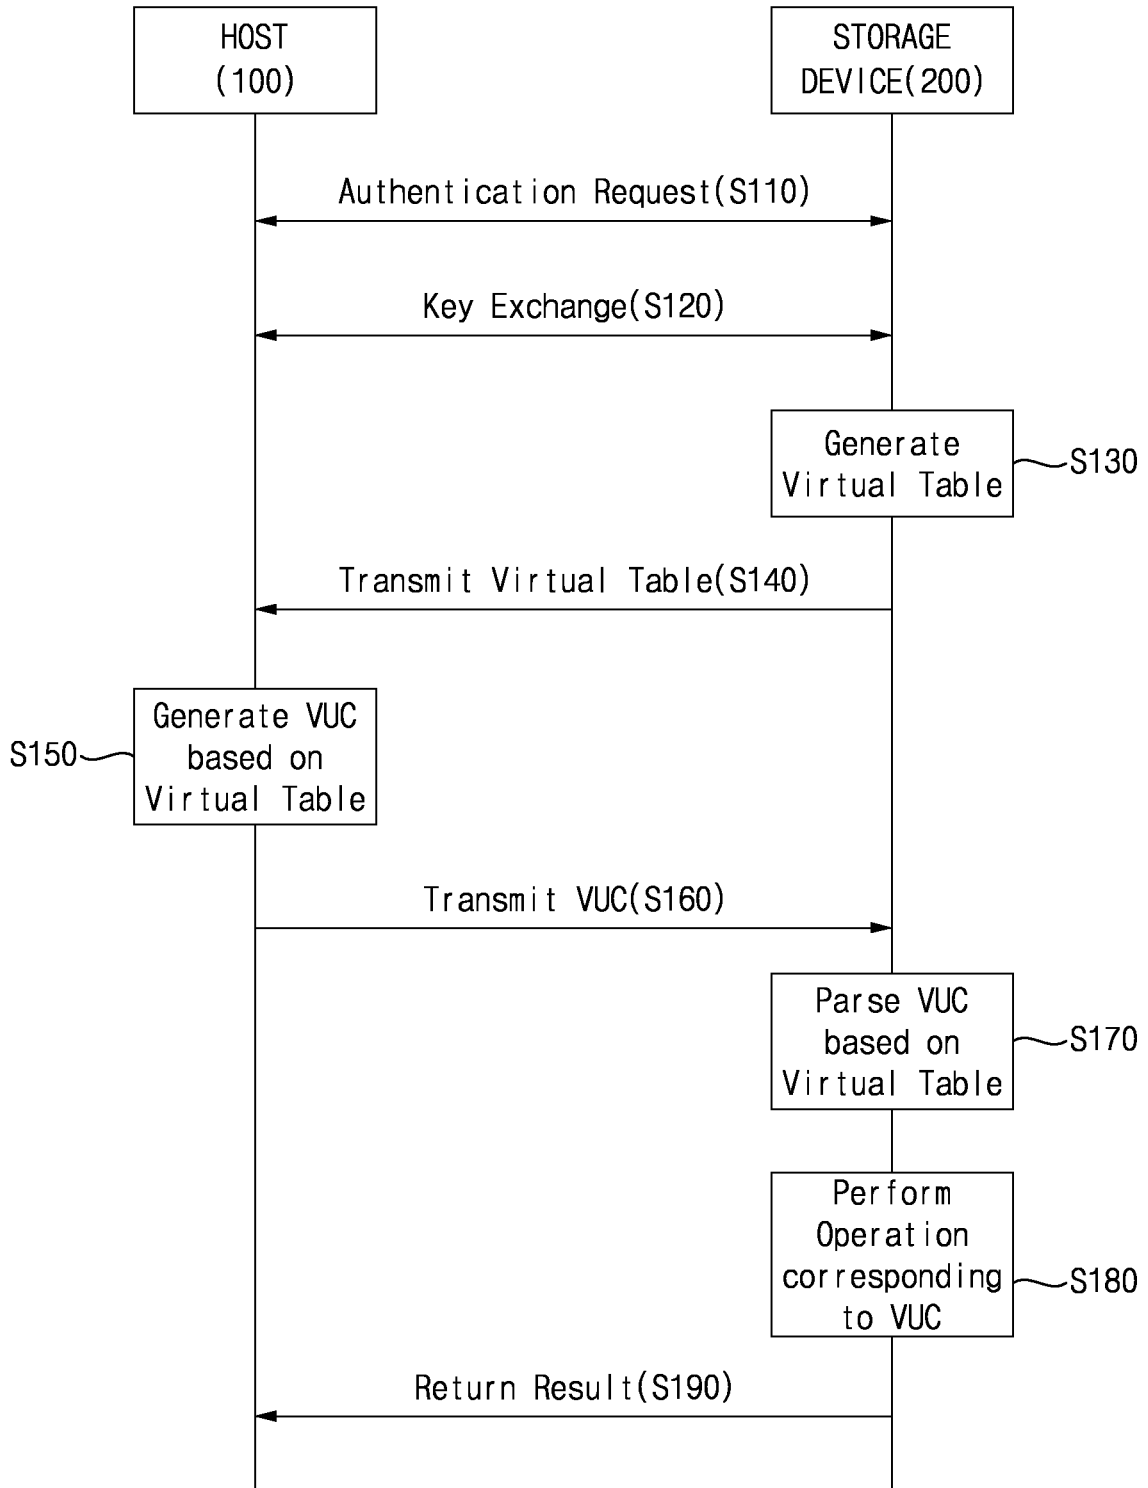 HOST
(100)
STORAGE
DEVICE(200)
Authentication Request(S110)
Key Exchange(S120)
Generate
Virtual Table
S130
Transmit Virtual Table(S140)
Generate VUC
based on
Virtual Table
S150
Transmit VUC(S160)
Parse VUC
based on
Virtual Table
S170
Perform
Operation
corresponding
to VUC
S180
Return Result(S190)